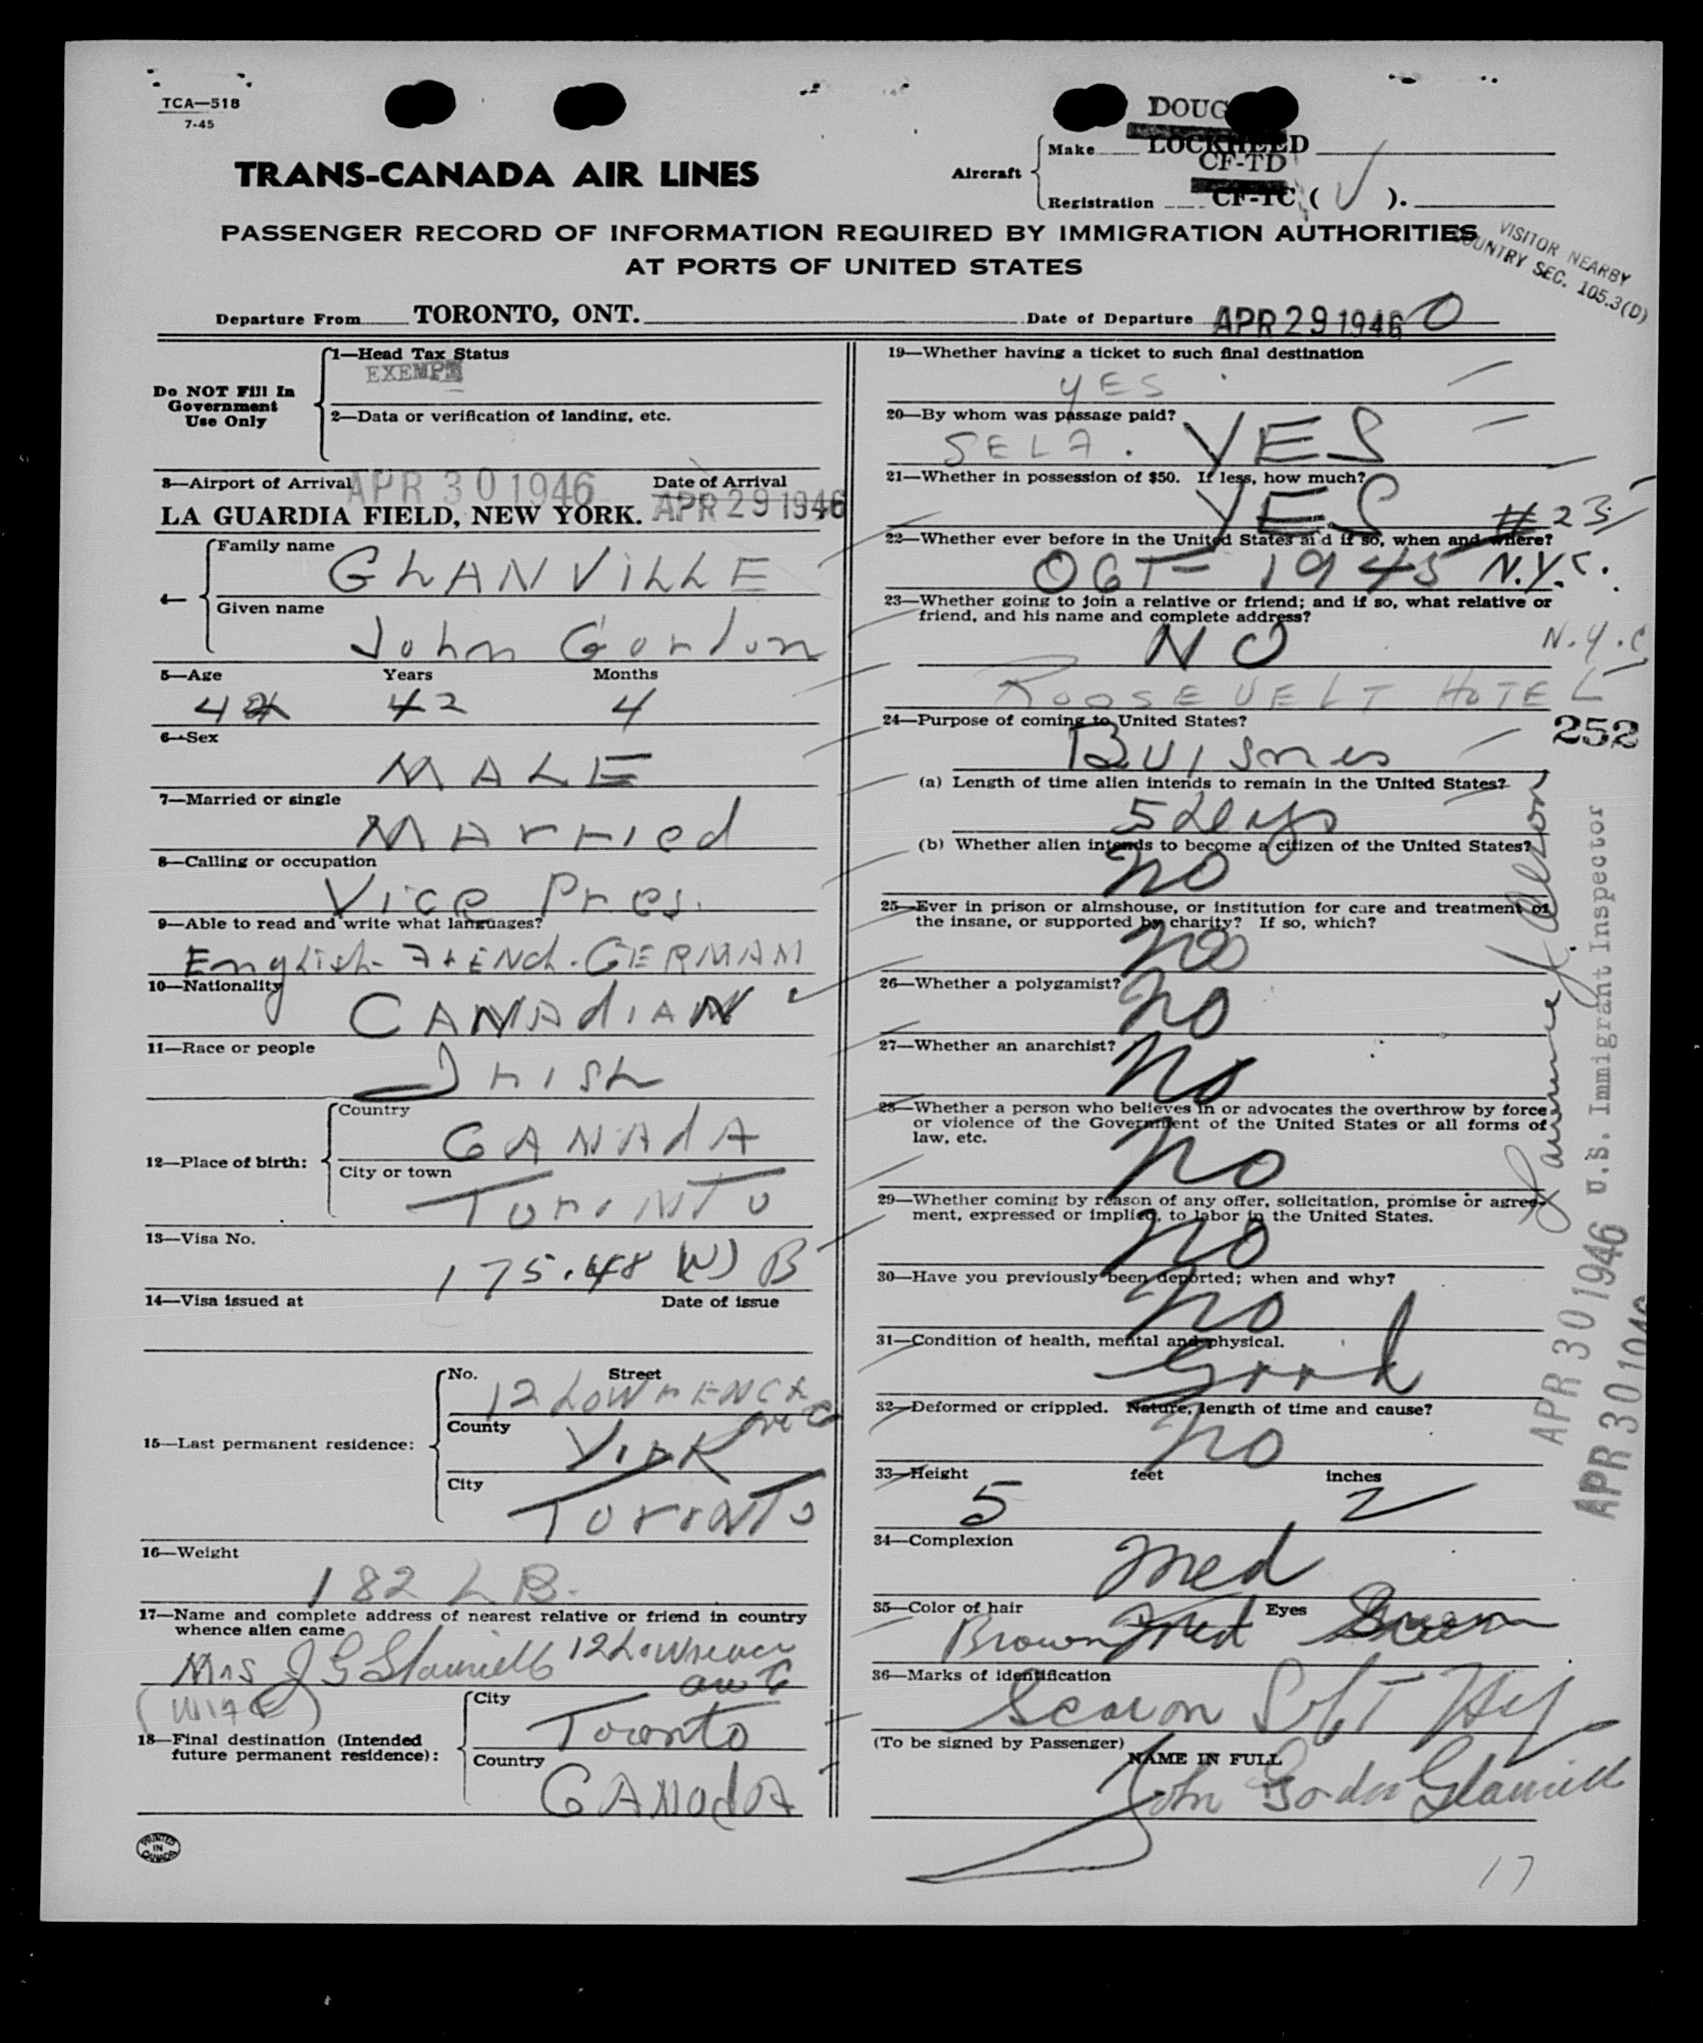 TCA—518
7-45
TRANS-CANADA AIR LINES
Aircraft
DOUG
Make LOCKHEED
CF-TD
Registration CF-TC ( ✓ ).
PASSENGER RECORD OF INFORMATION REQUIRED BY IMMIGRATION AUTHORITIES
AT PORTS OF UNITED STATES
VISITOR NEARBY
COUNTRY SEC. 105.3(D)
Departure From TORONTO, ONT.
Date of Departure APR 29 1946 0
Do NOT Fill In
Government
Use Only
1—Head Tax Status
EXEMPT
2—Data or verification of landing, etc.
3—Airport of Arrival APR 30 1946
Date of Arrival
LA GUARDIA FIELD, NEW YORK. APR 29 1946
4—
Family name
GLANVILLE
Given name
John Gordon
5—Age Years Months
42 42 4
6—Sex
MALE
7—Married or single
Married
8—Calling or occupation
Vice Pres.
9—Able to read and write what languages?
English - French. GERMAN
10—Nationality
CANAdIAN
11—Race or people
Irish
12—Place of birth:
Country
CANAdA
City or town
TorONTO
13—Visa No.
175.48 (W) B
14—Visa issued at Date of issue
15—Last permanent residence:
No. Street
12 LOWRENCE
Ave
County
York
City
TorONTO
16—Weight
182 LB.
17—Name and complete address of nearest relative or friend in country
whence alien came
Mrs J G Glanville 12 Lowrence
ave
(WIFE)
18—Final destination (Intended
future permanent residence):
City
Toronto
Country
CANAdA
PRINTED
IN
CANADA
19—Whether having a ticket to such final destination
YES
20—By whom was passage paid?
SELF. YES
21—Whether in possession of $50. If less, how much?
YES # 23
22—Whether ever before in the United States and if so, when and where?
OCT - 1945 N.Y.C.
23—Whether going to join a relative or friend; and if so, what relative or
friend, and his name and complete address?
NO N.Y.C
ROOSEVELT HOTEL
24—Purpose of coming to United States?
252
Buisnes
(a) Length of time alien intends to remain in the United States?
5 days
(b) Whether alien intends to become a citizen of the United States?
no
25—Ever in prison or almshouse, or institution for care and treatment of
the insane, or supported by charity? If so, which?
no
26—Whether a polygamist?
no
27—Whether an anarchist?
no
28—Whether a person who believes in or advocates the overthrow by force
or violence of the Government of the United States or all forms of
law, etc.
no
29—Whether coming by reason of any offer, solicitation, promise or agree-
ment, expressed or implied, to labor in the United States.
no
30—Have you previously been deported; when and why?
no
31—Condition of health, mental and physical.
Good
32—Deformed or crippled. Nature, length of time and cause?
no
33—Height feet inches
5 2
34—Complexion
med
35—Color of hair Eyes
Brown Med Green
36—Marks of identification
Scar on
(To be signed by Passenger)
NAME IN FULL
John Gordon Glanvill
17
U.S. Immigrant Inspector
APR 30 1946
APR 30 1946